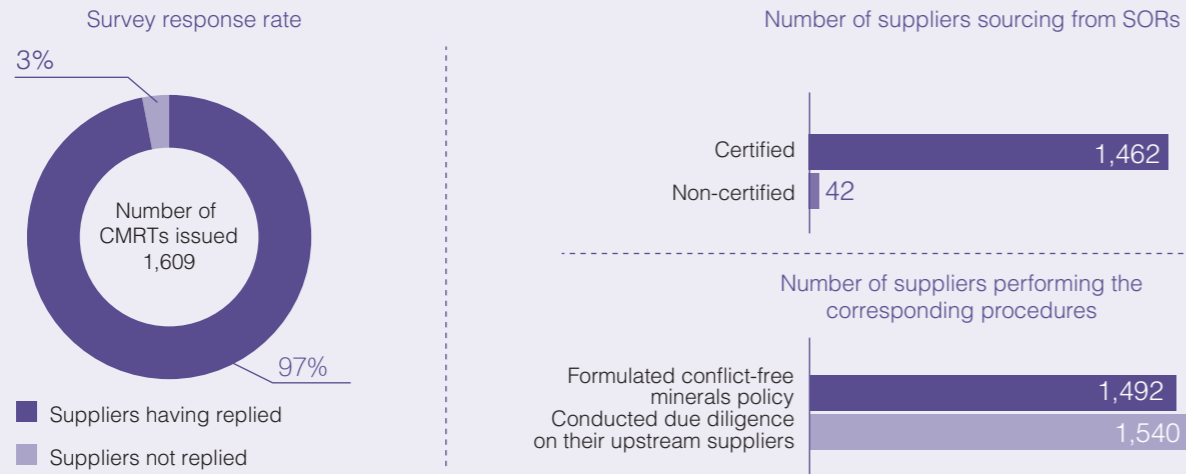 Survey response rate
3%
Number of
CMRTs issued
1,609
97%
Suppliers having replied
Suppliers not replied
Number of suppliers sourcing from SORs
Certified
1,462
Non-certified
42
Number of suppliers performing the
corresponding procedures
Formulated conflict-free
minerals policy
1,492
Conducted due diligence
on their upstream suppliers
1,540